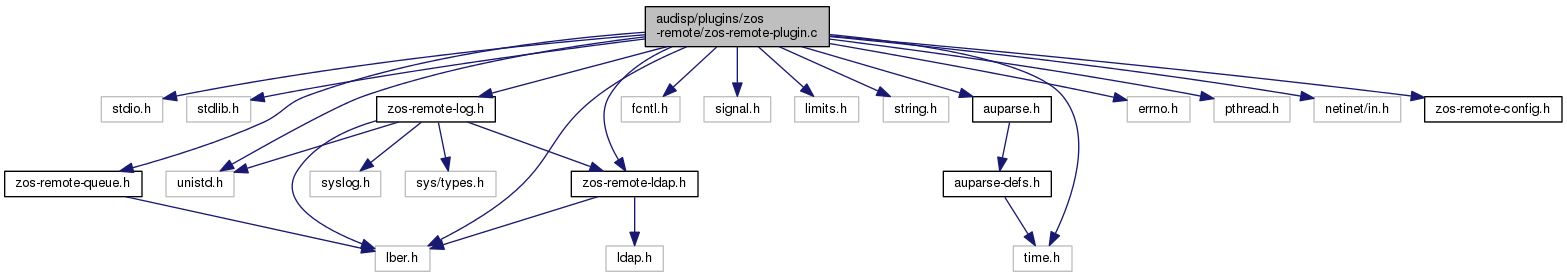 audisp/plugins/zos
-remote/zos-remote-plugin.c
stdio.h
stdlib.h
zos-remote-log.h
fcntl.h
signal.h
limits.h
string.h
auparse.h
errno.h
pthread.h
netinet/in.h
zos-remote-config.h
zos-remote-queue.h
unistd.h
syslog.h
sys/types.h
zos-remote-ldap.h
auparse-defs.h
lber.h
ldap.h
time.h